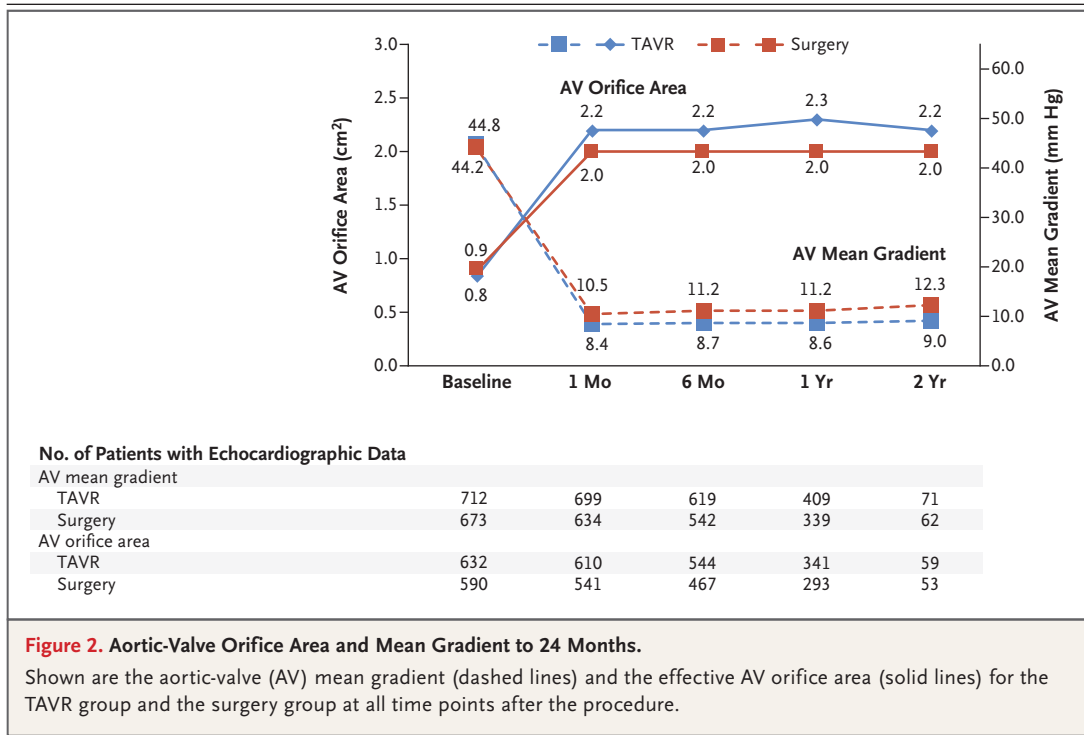 TAVR Surgery
3.0
2.5
2.0
1.5
1.0
0.5
0.0
AV Orifice Area (cm²)
60.0
50.0
40.0
30.0
20.0
10.0
0.0
AV Mean Gradient (mm Hg)
AV Orifice Area
44.8 2.2 2.2 2.3 2.2
44.2 2.0 2.0 2.0 2.0
AV Mean Gradient
0.9 10.5 11.2 11.2 12.3
0.8 8.4 8.7 8.6 9.0
Baseline 1 Mo 6 Mo 1 Yr 2 Yr
No. of Patients with Echocardiographic Data
AV mean gradient
TAVR 712 699 619 409 71
Surgery 673 634 542 339 62
AV orifice area
TAVR 632 610 544 341 59
Surgery 590 541 467 293 53
Figure 2. Aortic-Valve Orifice Area and Mean Gradient to 24 Months.
Shown are the aortic-valve (AV) mean gradient (dashed lines) and the effective AV orifice area (solid lines) for the
TAVR group and the surgery group at all time points after the procedure.